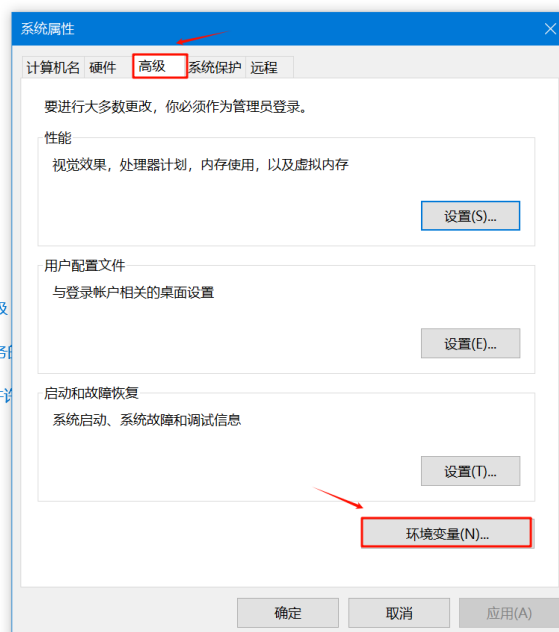 系统属性
计算机名 硬件 高级 系统保护 远程
要进行大多数更改，你必须作为管理员登录。
性能
视觉效果，处理器计划，内存使用，以及虚拟内存
设置(S)...
用户配置文件
与登录帐户相关的桌面设置
设置(E)...
启动和故障恢复
系统启动、系统故障和调试信息
设置(T)...
环境变量(N)...
确定 取消 应用(A)